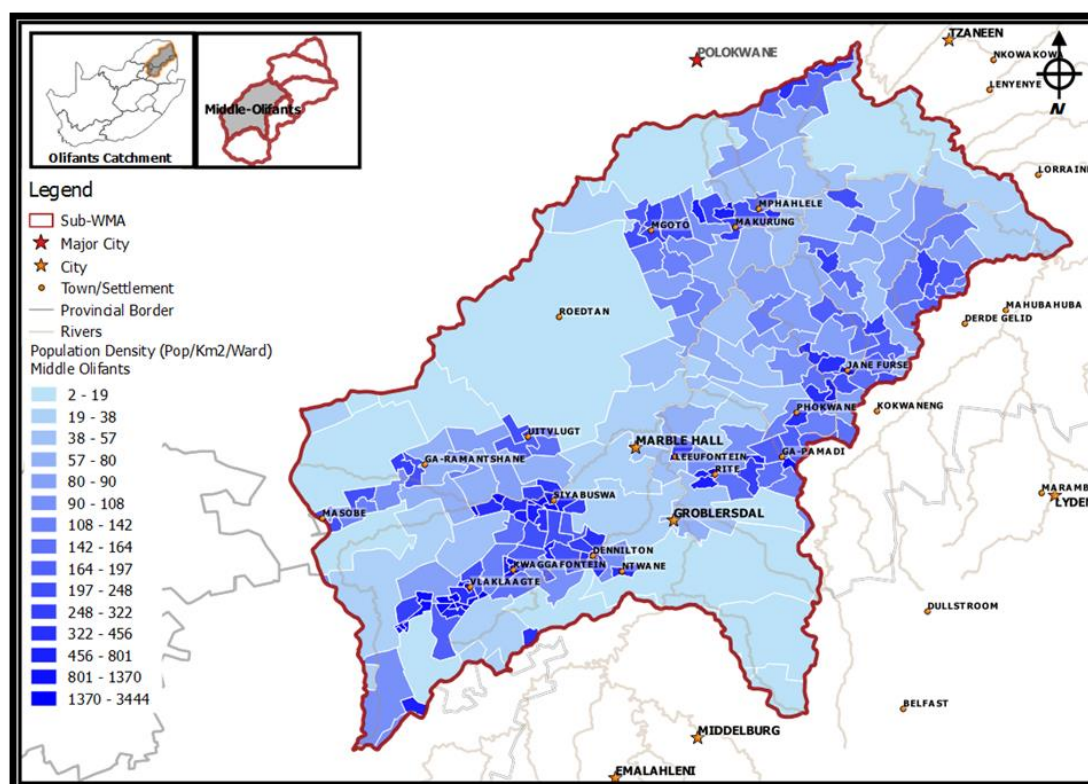 Olifants Catchment
Middle-Olifants
Legend
Sub-WMA
Major City
City
Town/Settlement
Provincial Border
Rivers
Population Density (Pop/Km2/Ward)
Middle Olifants
2 - 19
19 - 38
38 - 57
57 - 80
80 - 90
90 - 108
108 - 142
142 - 164
164 - 197
197 - 248
248 - 322
322 - 456
456 - 801
801 - 1370
1370 - 3444
TZANEEN
POLOKWANE
NKOWAKOWA
LENYENYE
N
LORRAINE
MPHAHLELE
MGOTO
MAKURUNG
MAHUBAHUBA
ROEDTAN
DERDE GELID
JANE FURSE
PHOKWANE
KOKWANENG
UITVLUGT
MARBLE HALL
GA-RAMANTSHANE
LEEUFONTEIN
GA-PAMADI
RITE
SIYABUSWA
MARAMB
LYDE
MASOBE
GROBLERSDAL
DENNILTON
KWAGGAFONTEIN
NTWANE
VLAKLAAGTE
DULLSTROOM
BELFAST
MIDDELBURG
EMALAHLENI